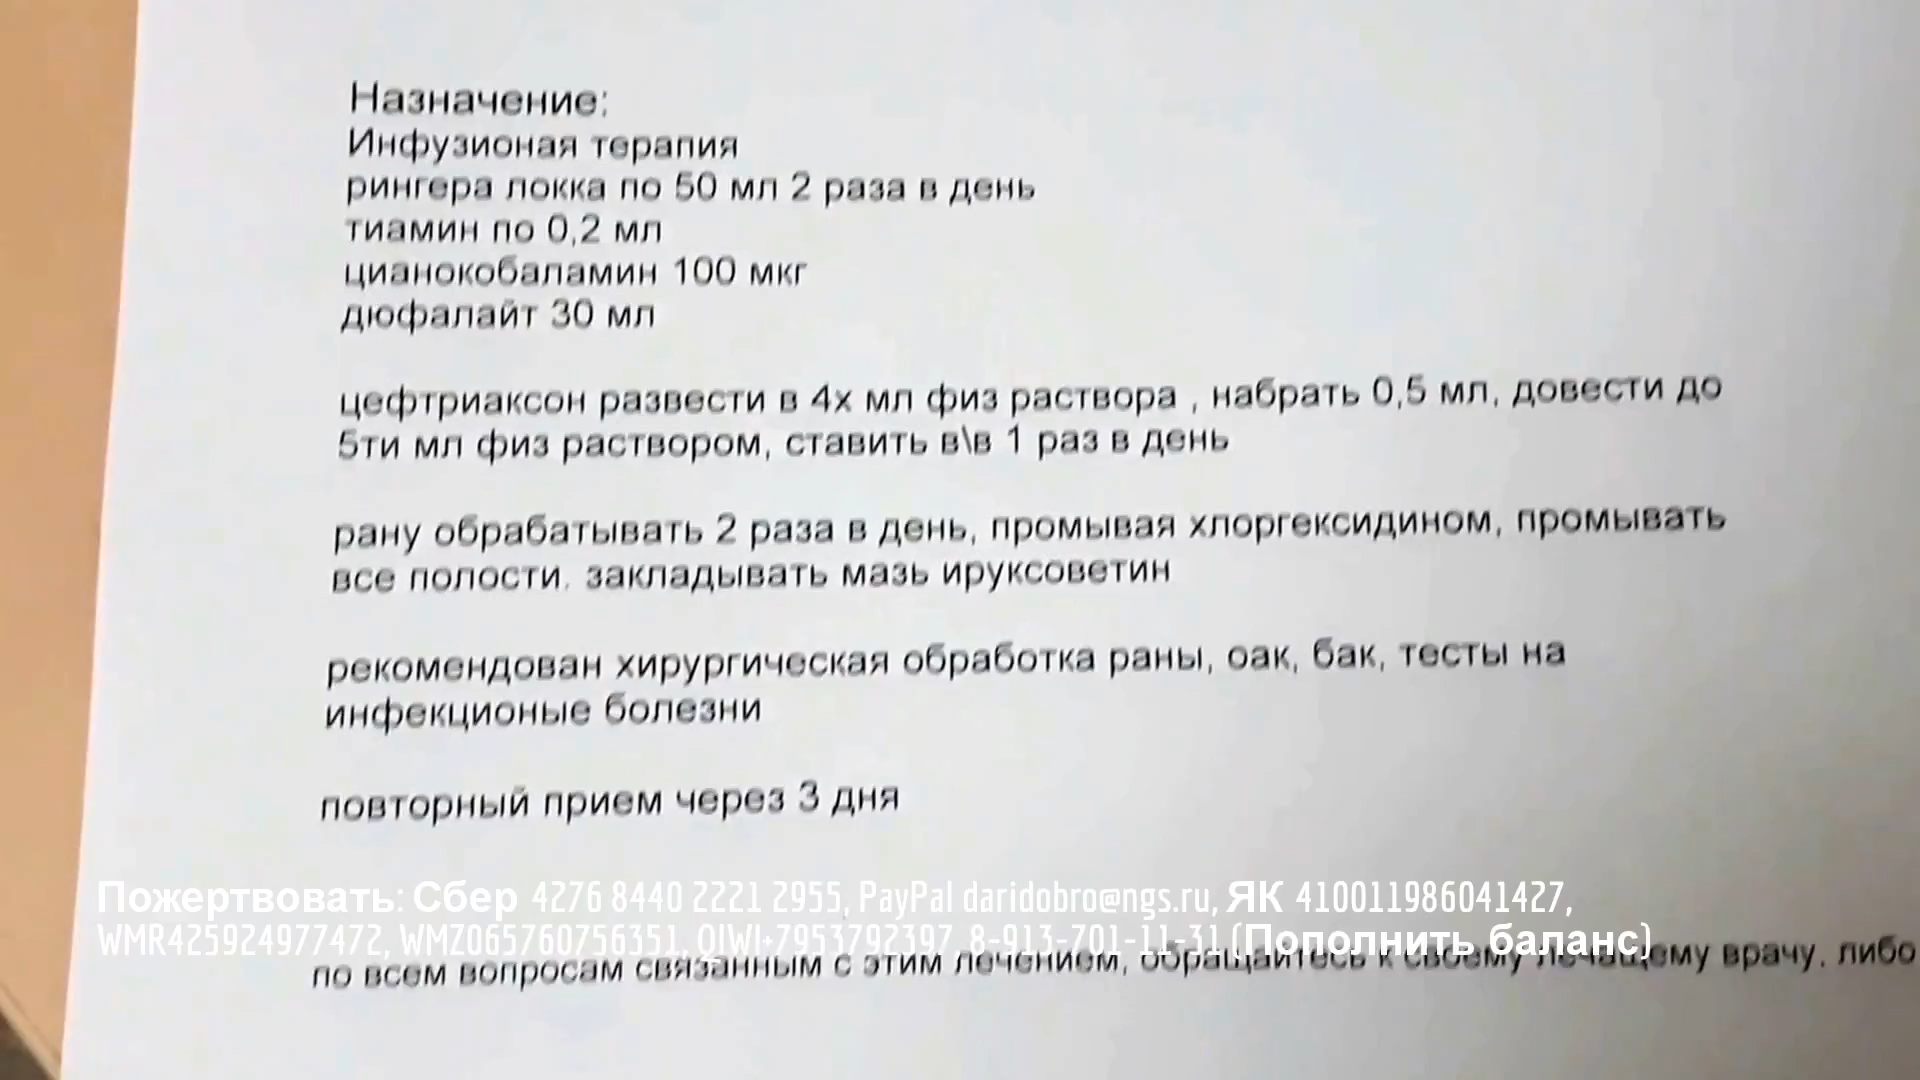 Назначение:
Инфузионая терапия
рингера локка по 50 мл 2 раза в день
тиамин по 0,2 мл
цианокобаламин 100 мкг
дюфалайт 30 мл
цефтриаксон развести в 4х мл физ раствора , набрать 0,5 мл, довести до
5ти мл физ раствором, ставить в\в 1 раз в день
рану обрабатывать 2 раза в день, промывая хлоргексидином, промывать
все полости. закладывать мазь ируксоветин
рекомендован хирургическая обработка раны, оак, бак, тесты на
инфекционые болезни
повторный прием через 3 дня
Пожертвовать: Сбер 4276 8440 2221 2955, PayPal daridobro@ngs.ru, ЯК 410011986041427,
WMR425924977472, WMZ065760756351, QIWI+7953792397, 8-913-701-11-31 (Пополнить баланс)
по всем вопросам связанным с этим лечением, обращайтесь к своему лечащему врачу, либо